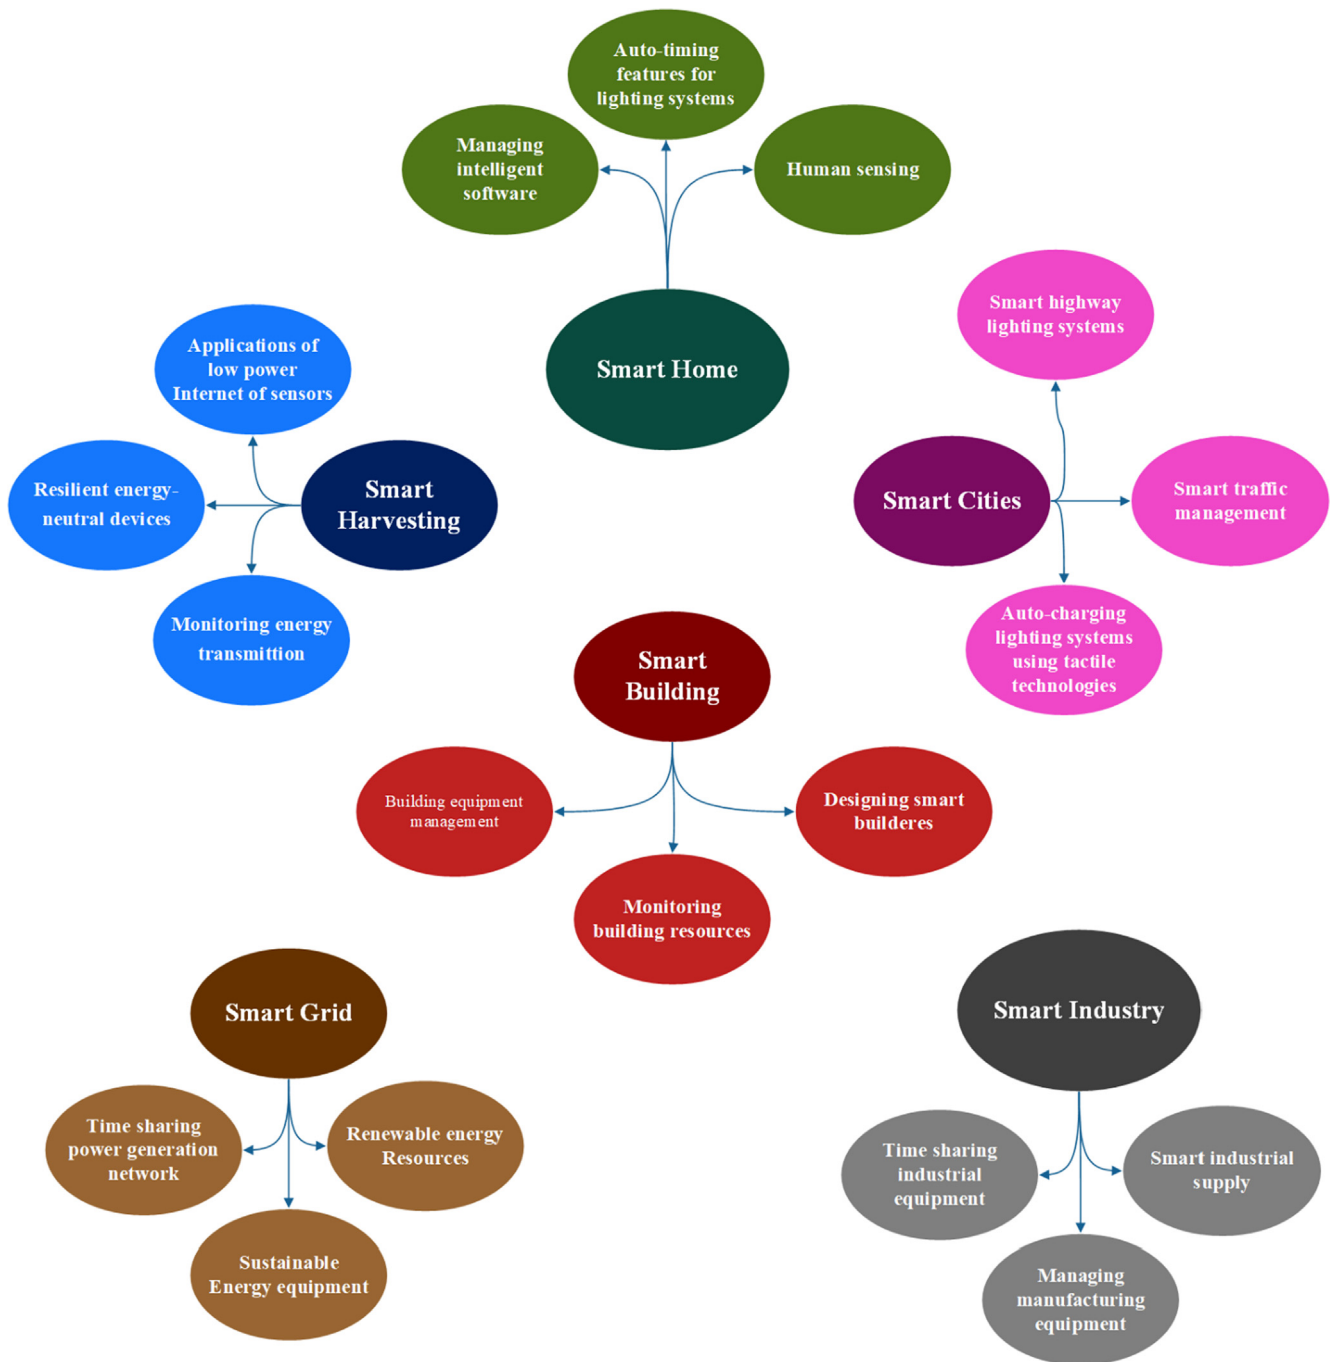 Auto-timing
features for
lighting systems
Managing
intelligent
software
Human sensing
Smart Home
Smart highway
lighting systems
Applications of
low power
Internet of sensors
Resilient energy-
neutral devices
Smart
Harvesting
Smart Cities
Smart traffic
management
Monitoring energy
transmittion
Auto-charging
lighting systems
using tactile
technologies
Smart
Building
Building equipment
management
Designing smart
builderes
Monitoring
building resources
Smart Grid
Smart Industry
Time sharing
power generation
network
Renewable energy
Resources
Sustainable
Energy equipment
Time sharing
industrial
equipment
Smart industrial
supply
Managing
manufacturing
equipment